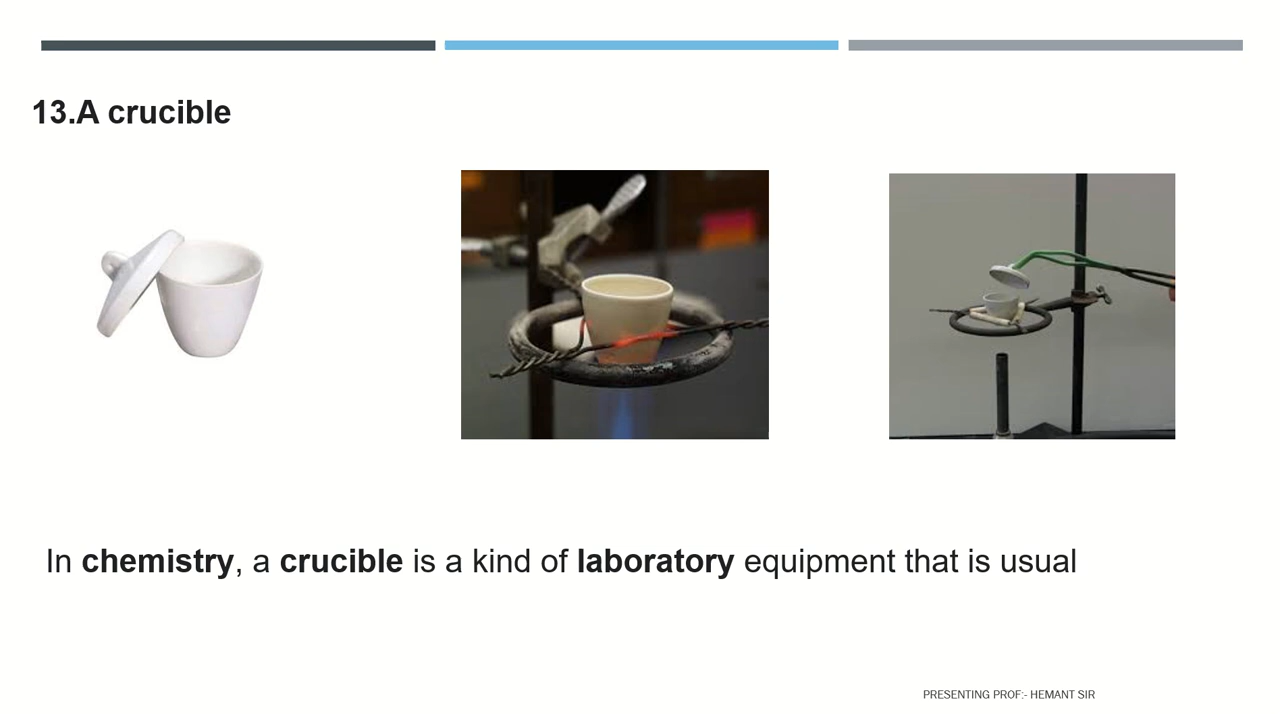 13.A crucible
In chemistry, a crucible is a kind of laboratory equipment that is usual
PRESENTING PROF:- HEMANT SIR